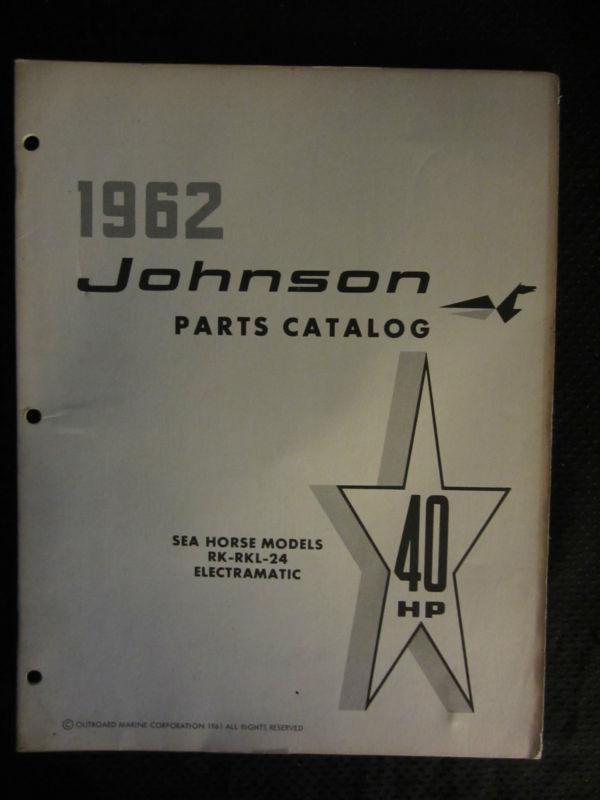 1962
Johnson
PARTS CATALOG
SEA HORSE MODELS
RK-RKL-24
ELECTRAMATIC
40
HP
© OUTBOARD MARINE CORPORATION 1961 ALL RIGHTS RESERVED